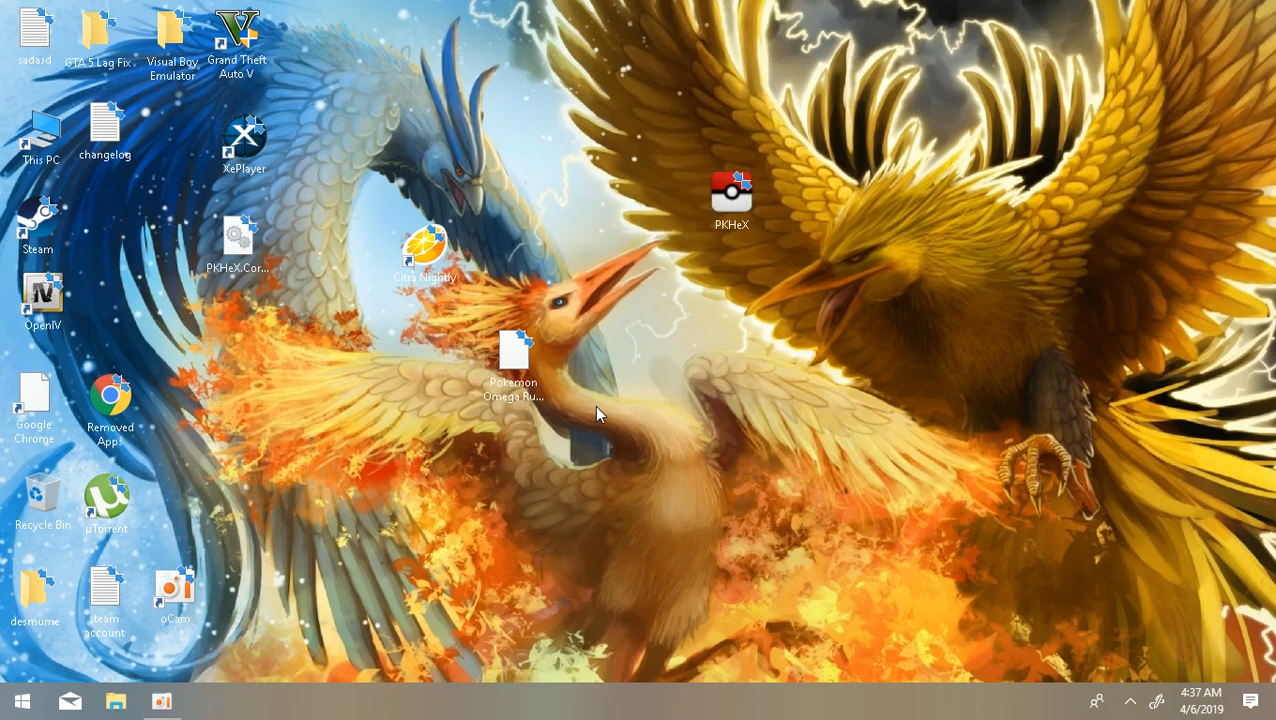 sadasd
GTA 5 Lag Fix
Visual Boy
Emulator
Grand Theft
Auto V
This PC
changelog
XePlayer
Steam
PKHeX.Cor...
Citra Nightly
PKHeX
OpenIV
Pokemon
Omega Ru...
Google
Chrome
Removed
Apps
Recycle Bin
µTorrent
desmume
steam
account
oCam
4:37 AM
4/6/2019